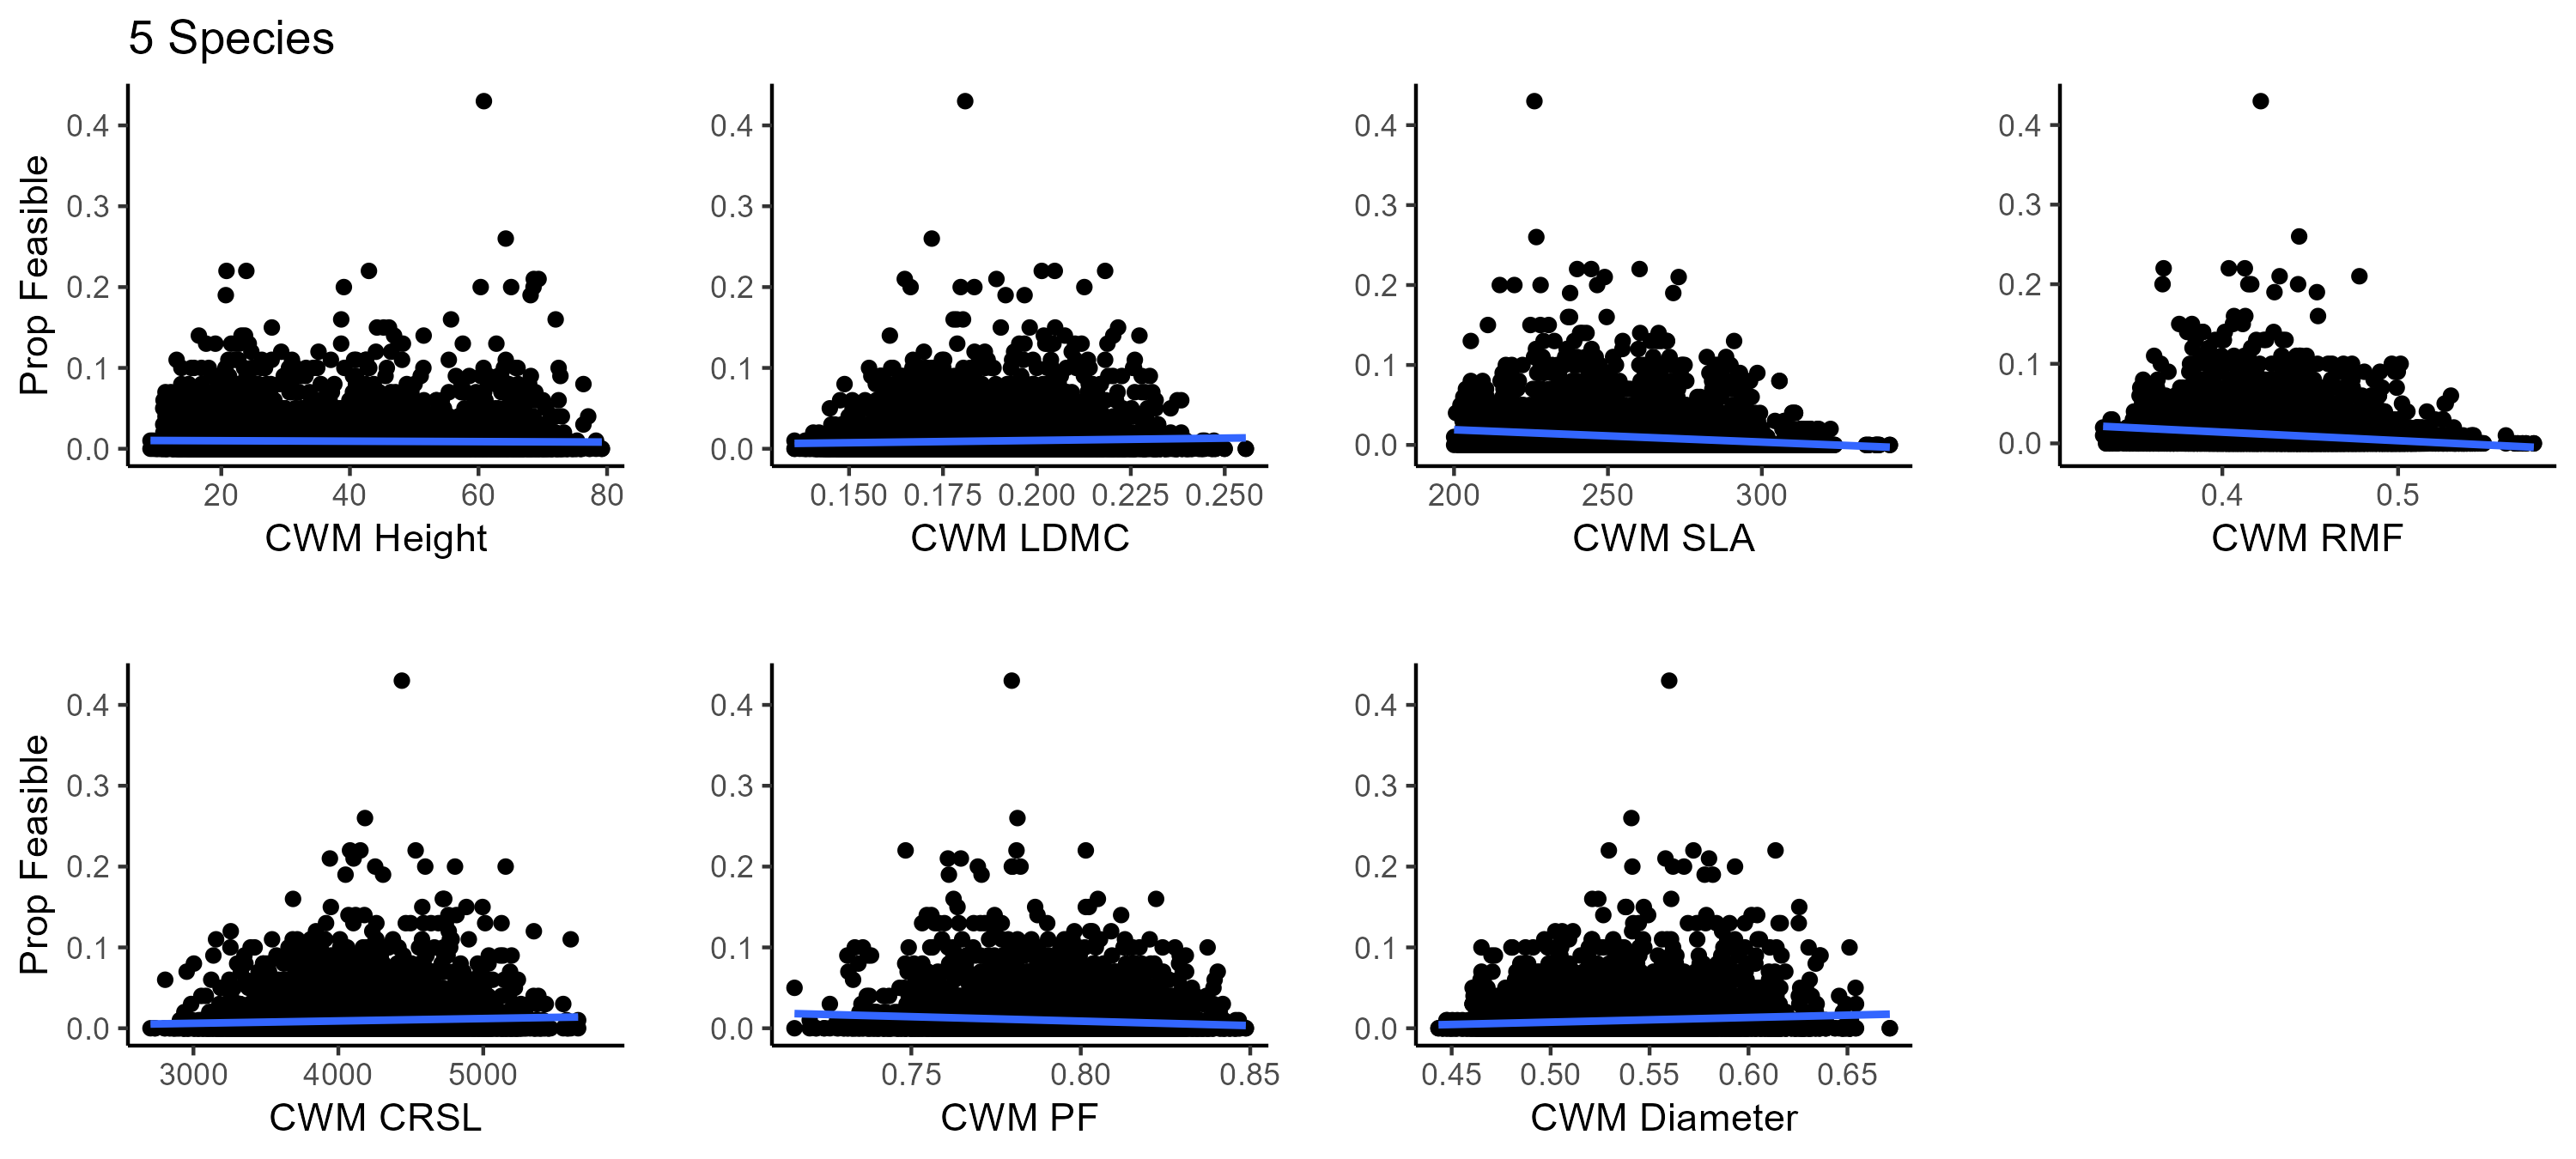 5 Species
Prop Feasible
0.4
0.3
0.2
0.1
0.0
20 40 60 80
CWM Height
0.4
0.3
0.2
0.1
0.0
0.150 0.175 0.200 0.225 0.250
CWM LDMC
0.4
0.3
0.2
0.1
0.0
200 250 300
CWM SLA
0.4
0.3
0.2
0.1
0.0
0.4 0.5
CWM RMF
Prop Feasible
0.4
0.3
0.2
0.1
0.0
3000 4000 5000
CWM CRSL
0.4
0.3
0.2
0.1
0.0
0.75 0.80 0.85
CWM PF
0.4
0.3
0.2
0.1
0.0
0.45 0.50 0.55 0.60 0.65
CWM Diameter